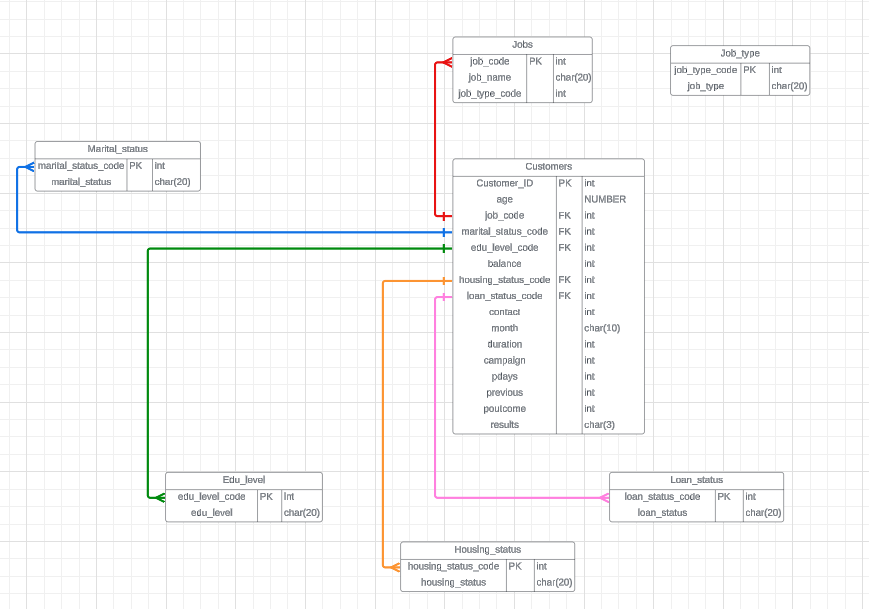 Jobs
job_code PK int
job_name char(20)
job_type_code int
Job_type
job_type_code PK int
job_type char(20)
Marital_status
marital_status_code PK int
marital_status char(20)
Customers
Customer_ID PK int
age NUMBER
job_code FK int
marital_status_code FK int
edu_level_code FK int
balance int
housing_status_code FK int
loan_status_code FK int
contact int
month char(10)
duration int
campaign int
pdays int
previous int
poutcome int
results char(3)
Edu_level
edu_level_code PK Int
edu_level char(20)
Loan_status
loan_status_code PK int
loan_status char(20)
Housing_status
housing_status_code PK int
housing_status char(20)